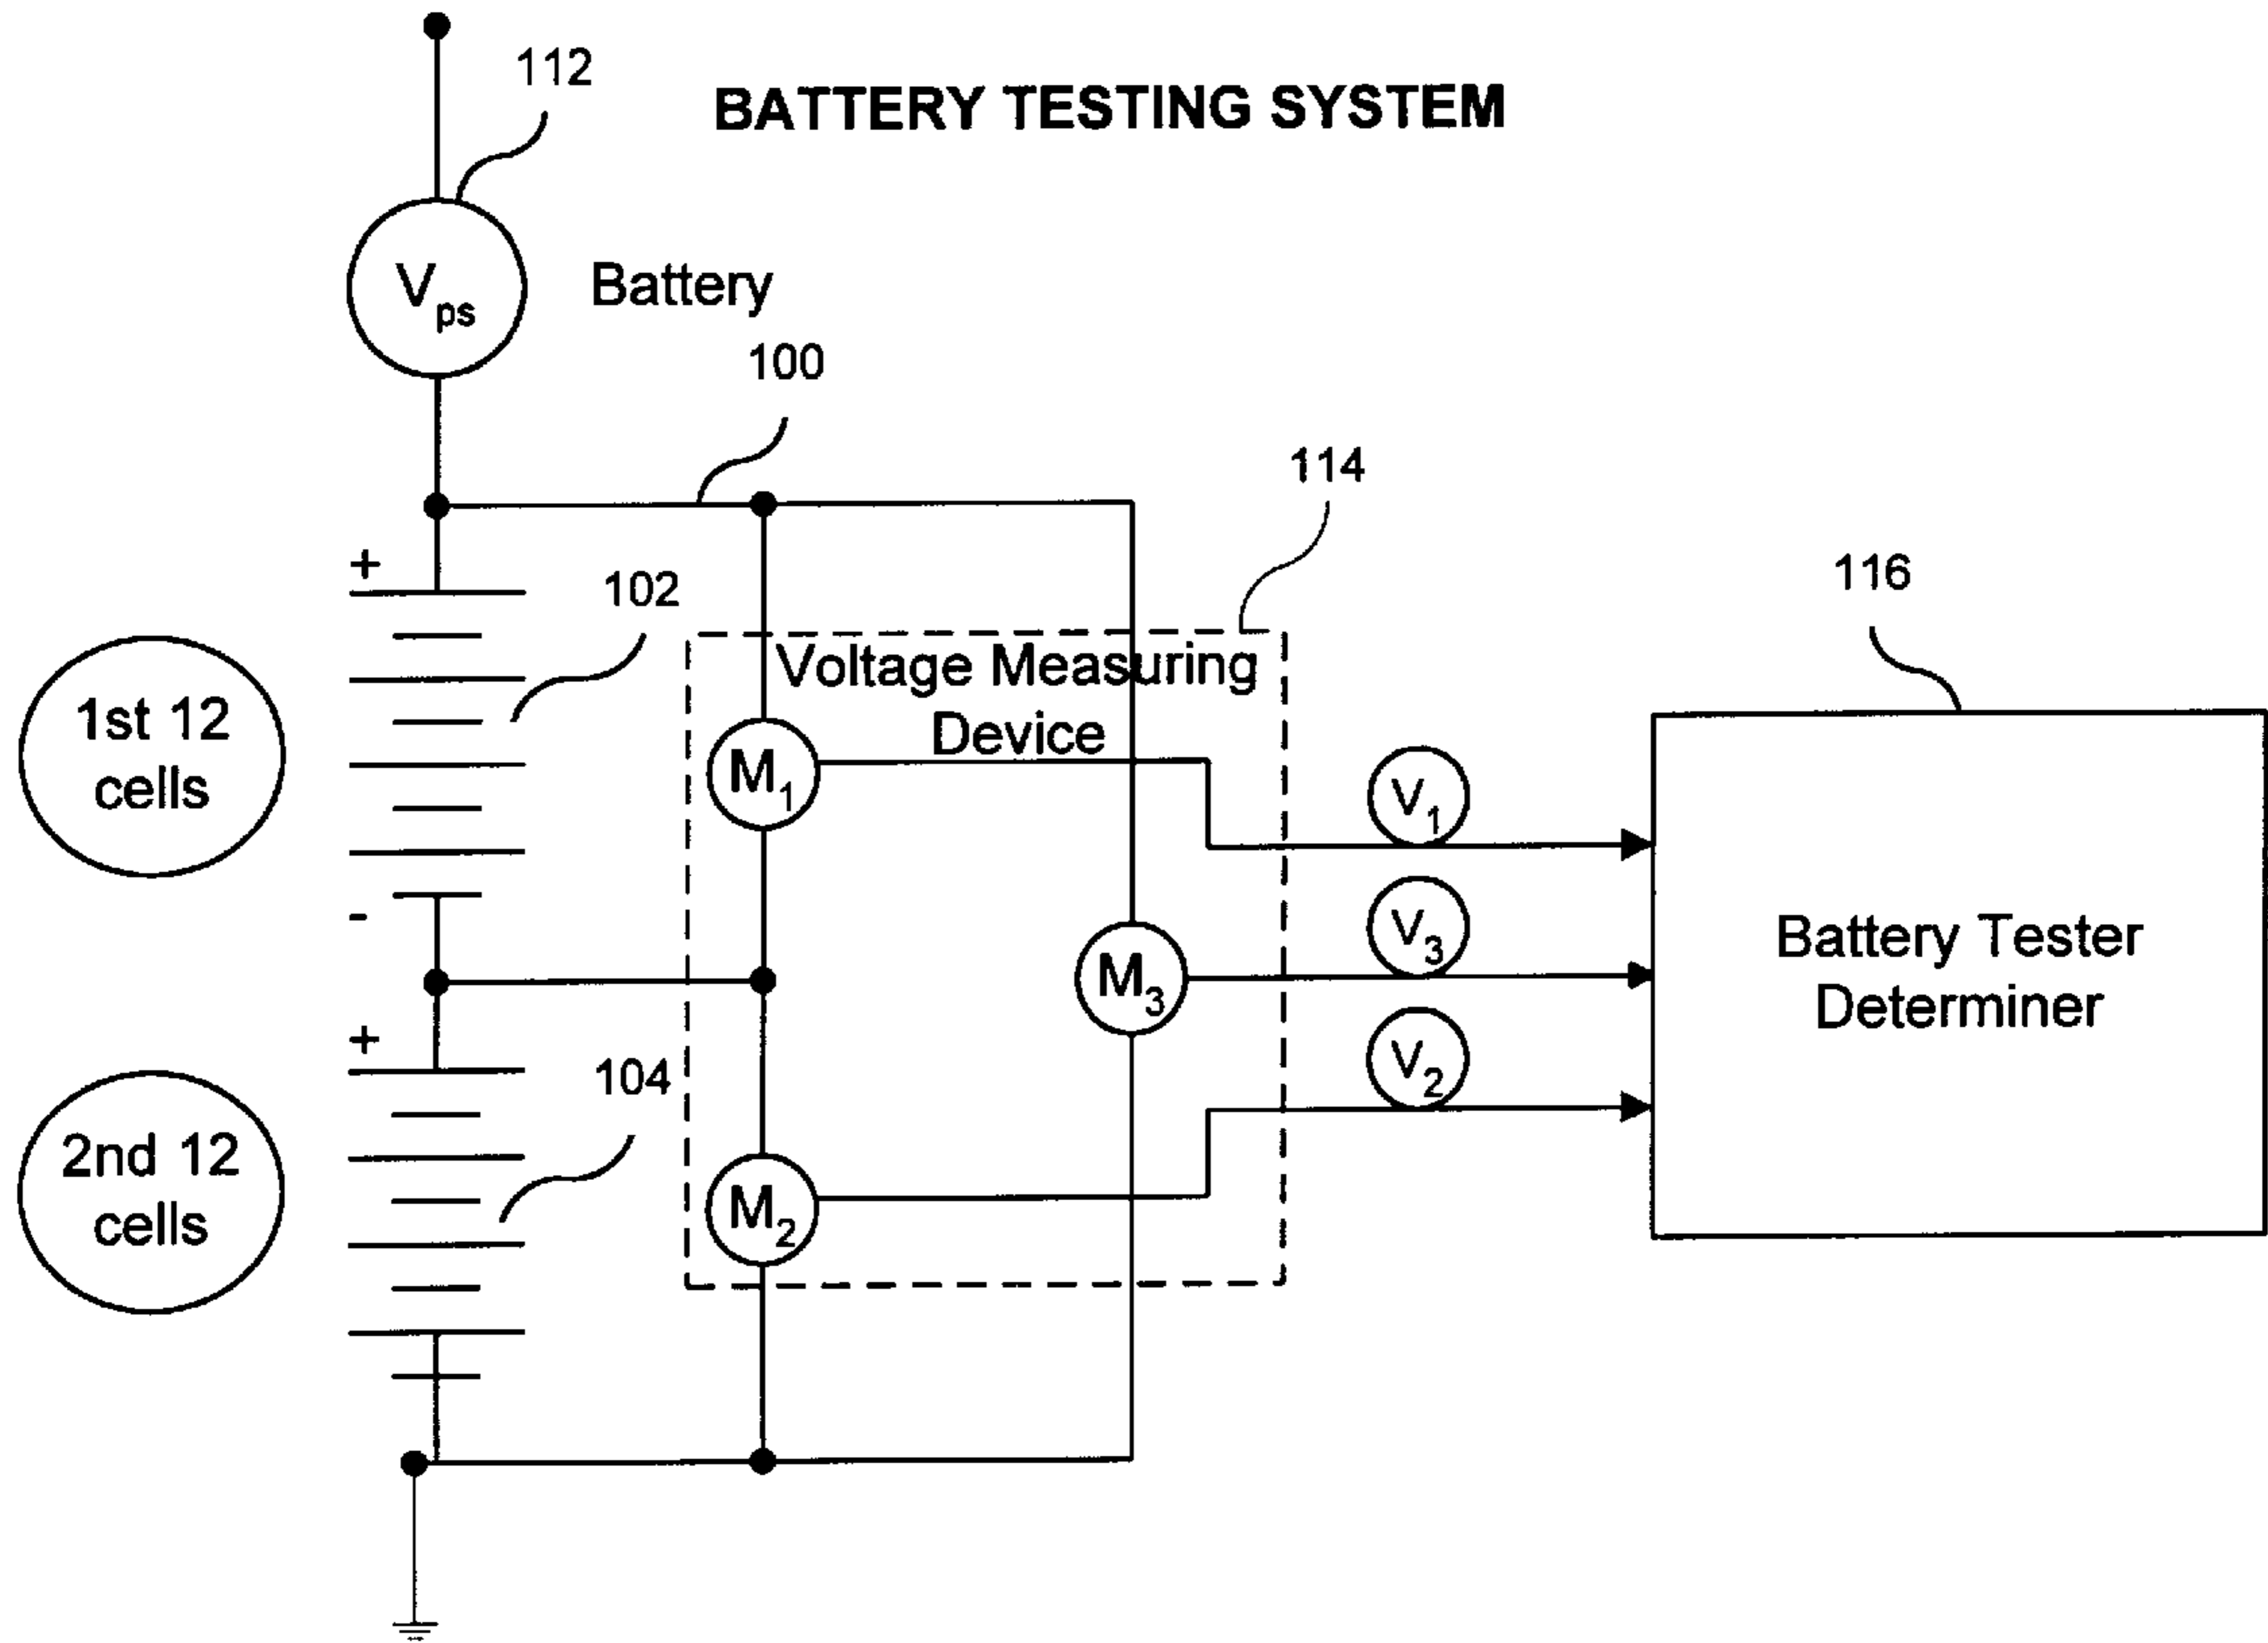 112
BATTERY TESTING SYSTEM
Vps
Battery
100
114
+
102
116
Voltage Measuring
Device
1st 12
cells
M1
V1
-
V3
M3
Battery Tester
Determiner
+
V2
104
2nd 12
cells
M2